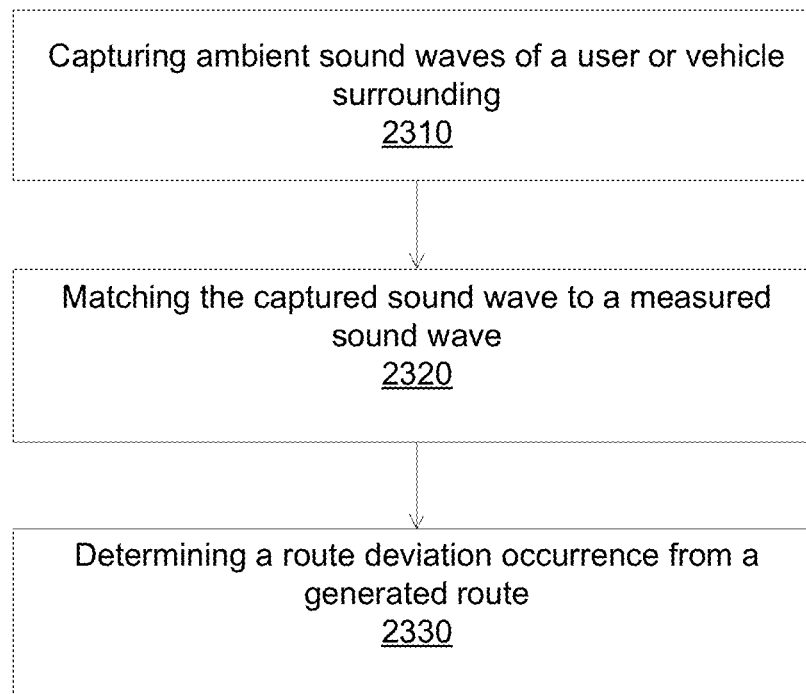 Capturing ambient sound waves of a user or vehicle
surrounding
2310
Matching the captured sound wave to a measured
sound wave
2320
Determining a route deviation occurrence from a
generated route
2330